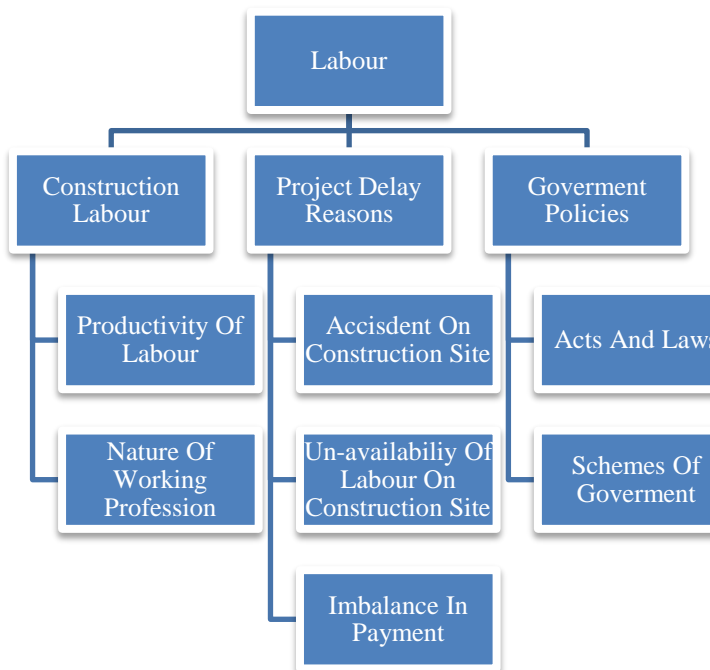 Labour
Construction
Labour
Project Delay
Reasons
Goverment
Policies
Productivity Of
Labour
Accisdent On
Construction Site
Acts And Laws
Nature Of
Working
Profession
Un-availabiliy Of
Labour On
Construction Site
Schemes Of
Goverment
Imbalance In
Payment